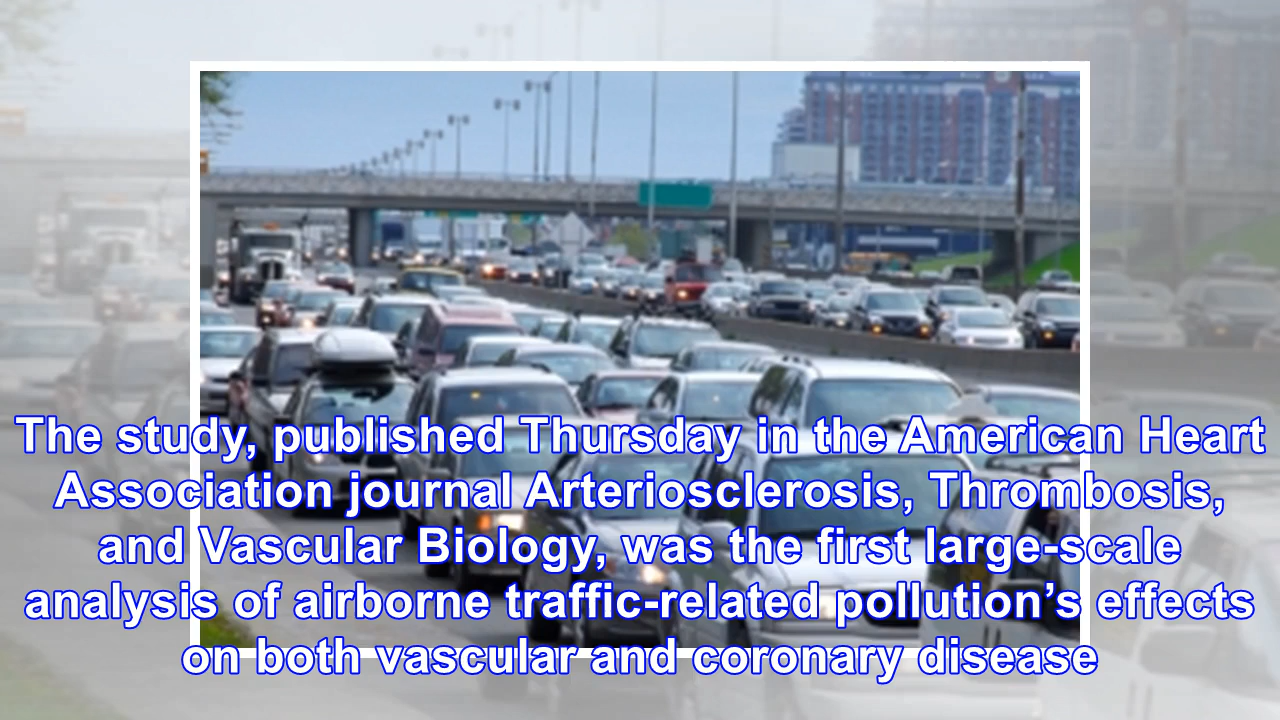 The study, published Thursday in the American Heart
Association journal Arteriosclerosis, Thrombosis,
and Vascular Biology, was the first large-scale
analysis of airborne traffic-related pollution’s effects
on both vascular and coronary disease